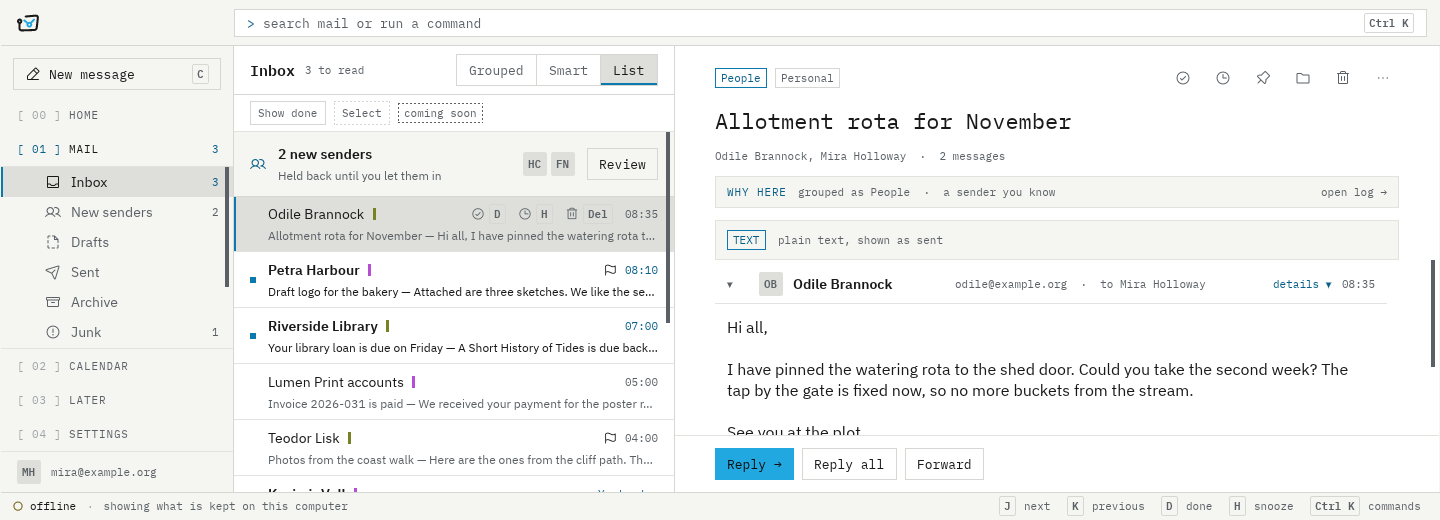 > search mail or run a command Ctrl K
New message C
[ 00 ] HOME
[ 01 ] MAIL 3
Inbox 3
New senders 2
Drafts
Sent
Archive
Junk 1
[ 02 ] CALENDAR
[ 03 ] LATER
[ 04 ] SETTINGS
MH mira@example.org
Inbox 3 to read Grouped Smart List
Show done Select coming soon
2 new senders
Held back until you let them in
HC FN Review
Odile Brannock D H Del 08:35
Allotment rota for November — Hi all, I have pinned the watering rota t…
Petra Harbour 08:10
Draft logo for the bakery — Attached are three sketches. We like the se…
Riverside Library 07:00
Your library loan is due on Friday — A Short History of Tides is due back…
Lumen Print accounts 05:00
Invoice 2026-031 is paid — We received your payment for the poster r…
Teodor Lisk 04:00
Photos from the coast walk — Here are the ones from the cliff path. Th…
People Personal
Allotment rota for November
Odile Brannock, Mira Holloway · 2 messages
WHY HERE grouped as People · a sender you know open log →
TEXT plain text, shown as sent
▾ OB Odile Brannock odile@example.org · to Mira Holloway details ▾ 08:35
Hi all,
I have pinned the watering rota to the shed door. Could you take the second week? The
tap by the gate is fixed now, so no more buckets from the stream.
See you at the plot
Reply → Reply all Forward
offline · showing what is kept on this computer
J next K previous D done H snooze Ctrl K commands